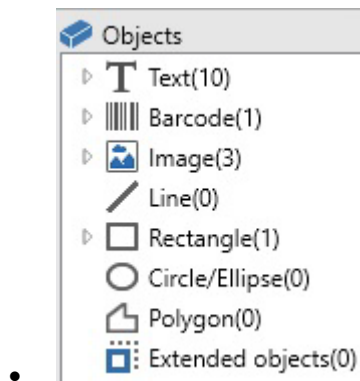 Objects
Text(10)
Barcode(1)
Image(3)
Line(0)
Rectangle(1)
Circle/Ellipse(0)
Polygon(0)
Extended objects(0)